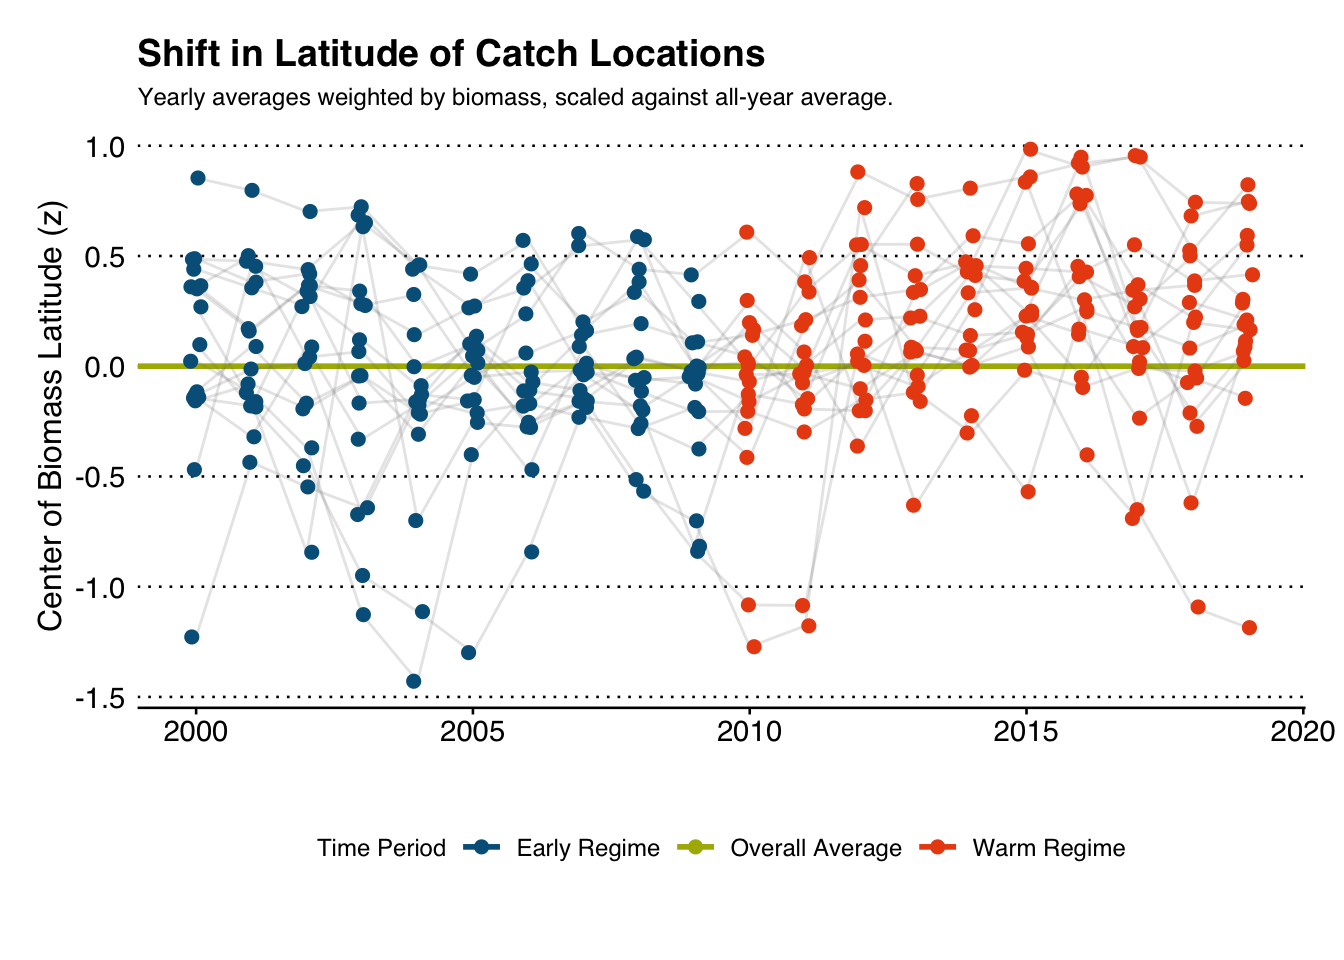 Shift in Latitude of Catch Locations
Yearly averages weighted by biomass, scaled against all-year average.
Center of Biomass Latitude (z)
1.0
0.5
0.0
-0.5
-1.0
-1.5
2000 2005 2010 2015 2020
Time Period Early Regime Overall Average Warm Regime